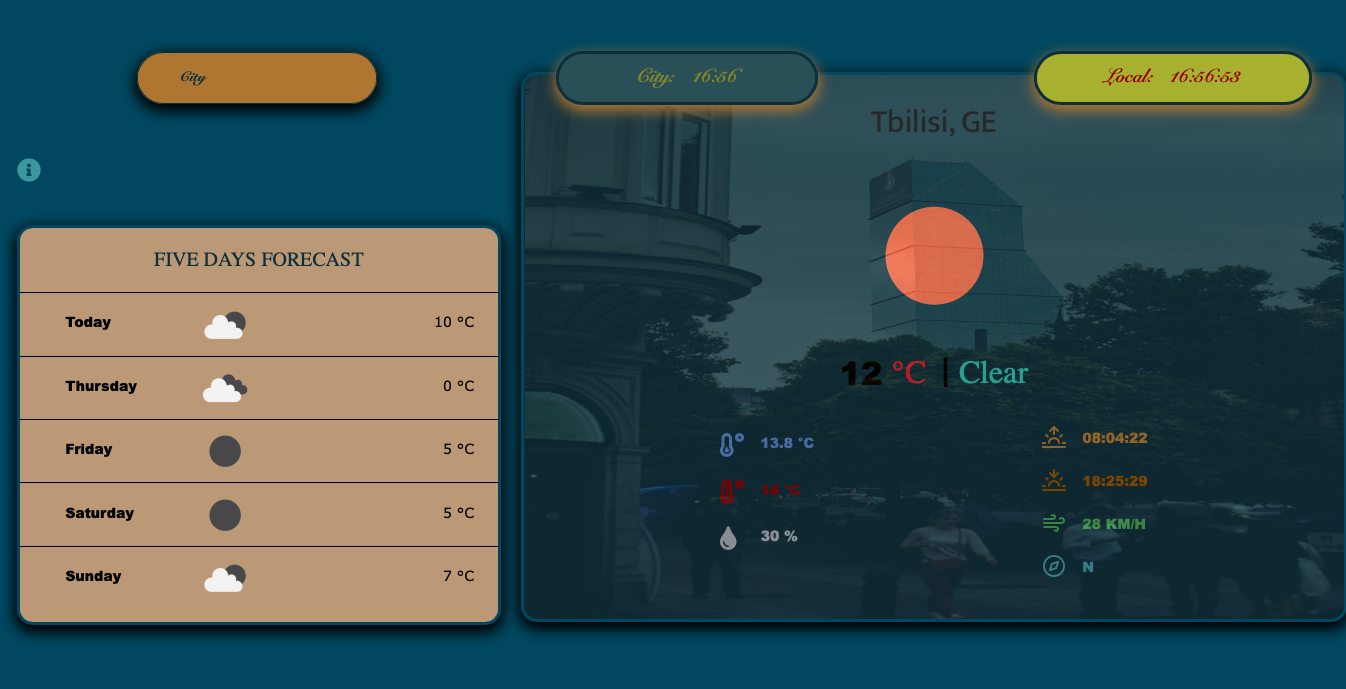 City
City: 16:56
Local: 16:56:53
Tbilisi, GE
FIVE DAYS FORECAST
Today 10 °C
Thursday 0 °C
Friday 5 °C
Saturday 5 °C
Sunday 7 °C
12 °C | Clear
13.8 °C
14 °C
30 %
08:04:22
18:25:29
28 KM/H
N